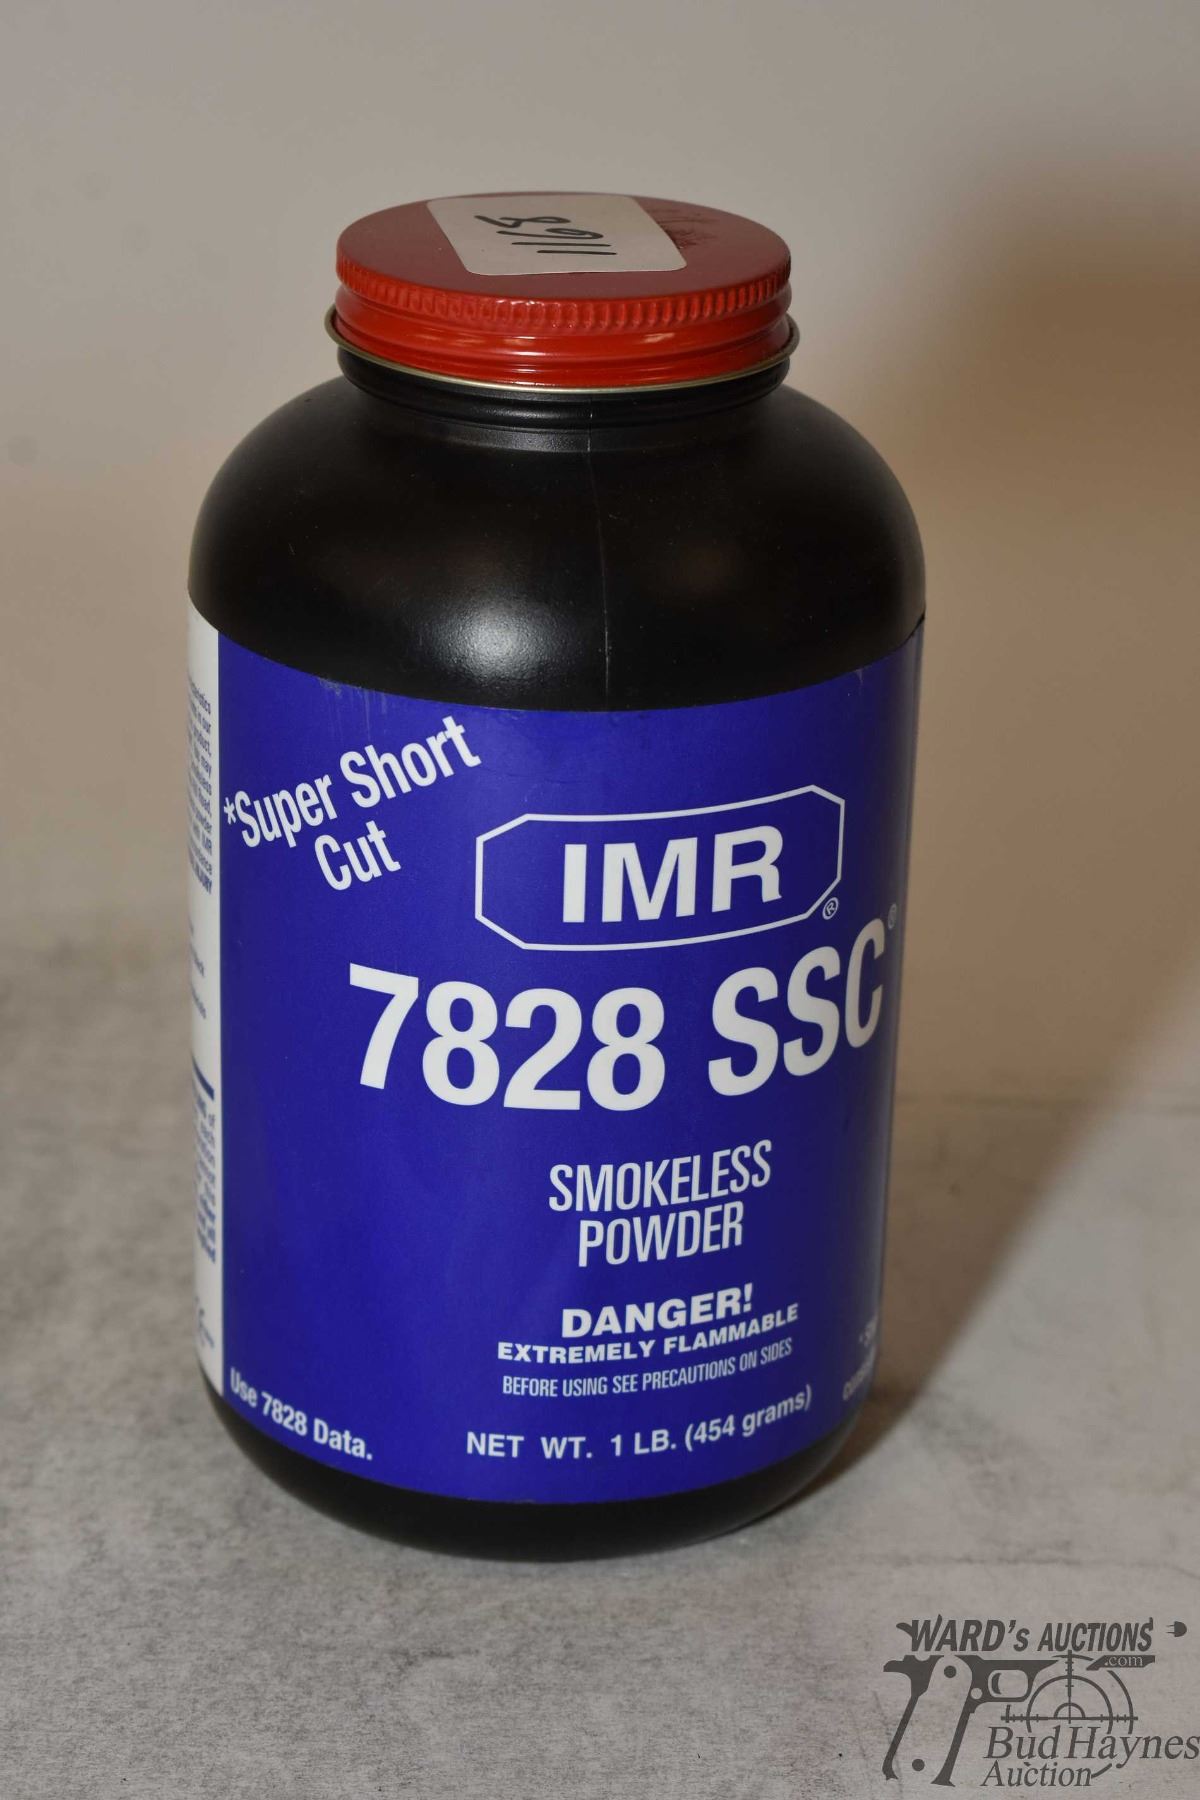 1168
*Super Short
Cut
IMR®
7828 SSC®
SMOKELESS
POWDER
DANGER!
EXTREMELY FLAMMABLE
BEFORE USING SEE PRECAUTIONS ON SIDES
Use 7828 Data.
NET WT. 1 LB. (454 grams)
WARD's AUCTIONS
.com
Bud Haynes
Auction